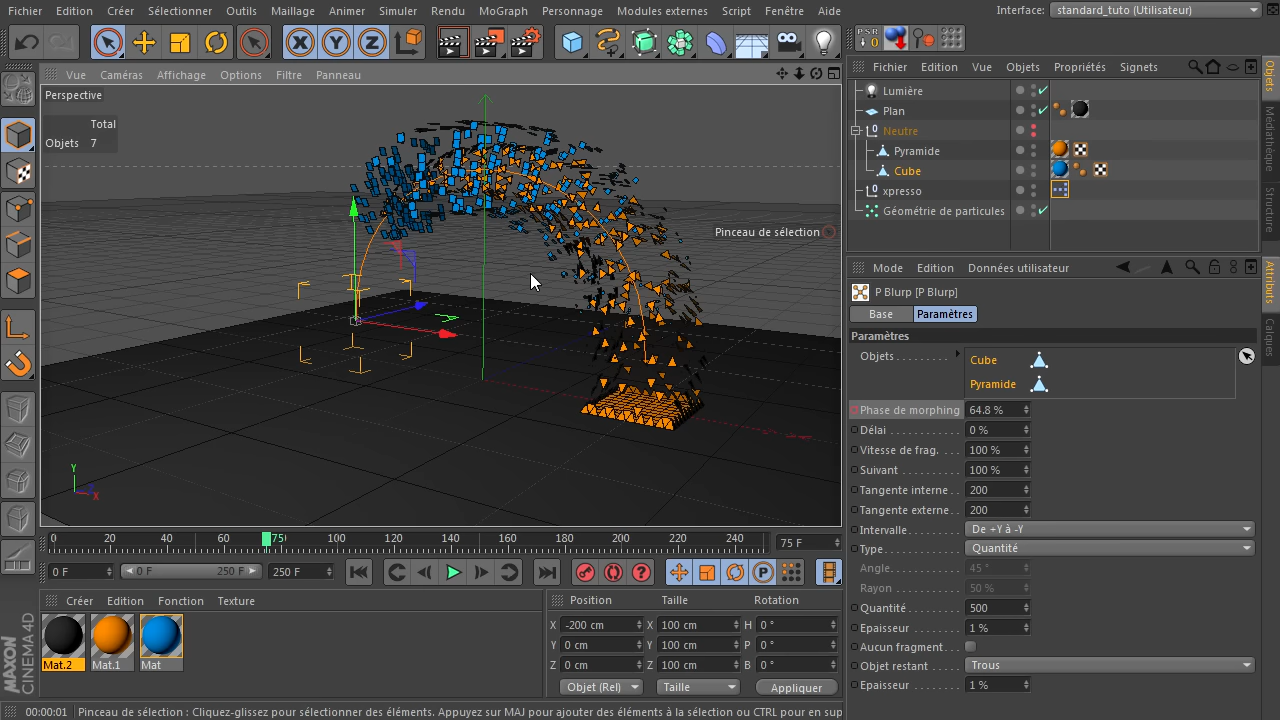 Fichier Edition Créer Sélectionner Outils Maillage Animer Simuler Rendu MoGraph Personnage Modules externes Script Fenêtre Aide Interface: standard_tuto (Utilisateur)
X Y Z PSR 0
Vue Caméras Affichage Options Filtre Panneau
Fichier Edition Vue Objets Propriétés Signets
Objets
Médiathèque
Structure
Attributs
Calques
Perspective
Total
Objets 7
Pinceau de sélection
Y
Z
X
Lumière
Plan
Neutre
Pyramide
Cube
xpresso
Géométrie de particules
Mode Edition Données utilisateur
P Blurp [P Blurp]
Base Paramètres
Paramètres
Objets Cube
Pyramide
Phase de morphing 64.8 %
Délai 0 %
Vitesse de frag. 100 %
Suivant 100 %
Tangente interne 200
Tangente externe 200
Intervalle De +Y à -Y
Type Quantité
Angle 45 °
Rayon 50 %
Quantité 500
Epaisseur 1 %
Aucun fragment
Objet restant Trous
Epaisseur 1 %
0 20 40 60 75 100 120 140 160 180 200 220 240 75 F
0 F 0 F 250 F 250 F
Créer Edition Fonction Texture
Mat.2 Mat.1 Mat
Position Taille Rotation
X -200 cm X 100 cm H 0 °
Y 0 cm Y 100 cm P 0 °
Z 0 cm Z 100 cm B 0 °
Objet (Rel) Taille Appliquer
MAXON CINEMA 4D
00:00:01 Pinceau de sélection : Cliquez-glissez pour sélectionner des éléments. Appuyez sur MAJ pour ajouter des éléments à la sélection ou CTRL pour en sup